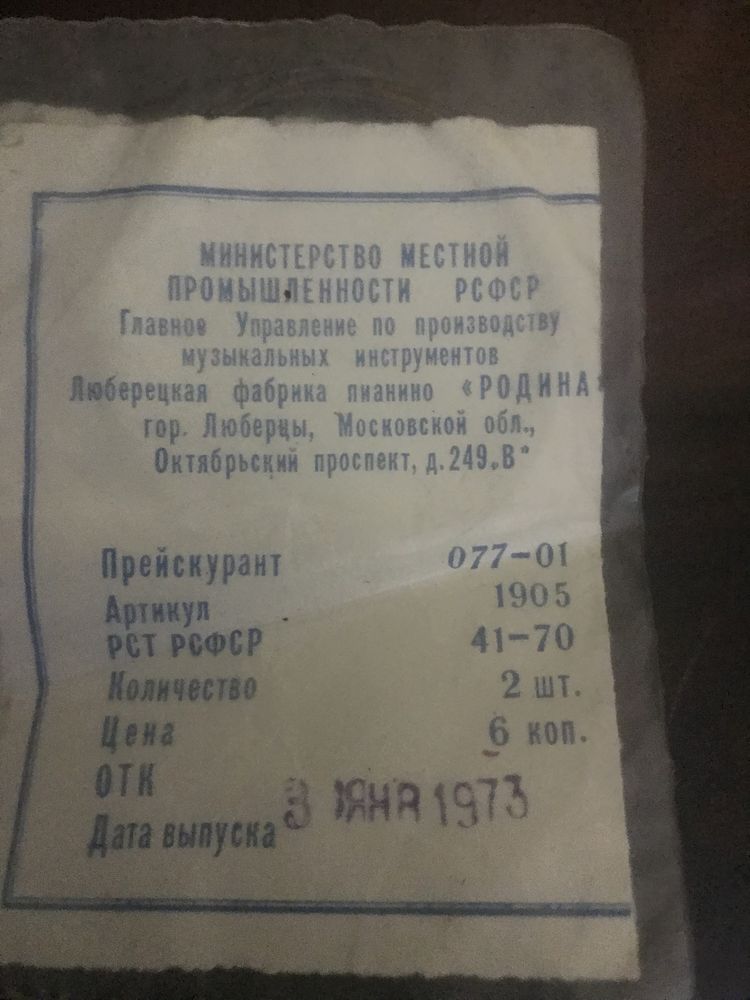 МИНИСТЕРСТВО МЕСТНОЙ
ПРОМЫШЛЕННОСТИ РСФСР
Главное Управление по производству
музыкальных инструментов
Люберецкая фабрика пианино «РОДИНА»
гор. Люберцы, Московской обл.,
Октябрьский проспект, д. 249 „В"
Прейскурант 077-01
Артикул 1905
РСТ РСФСР 41-70
Количество 2 шт.
Цена 6 коп.
ОТК
Дата выпуска 3 ЯНВ 1973